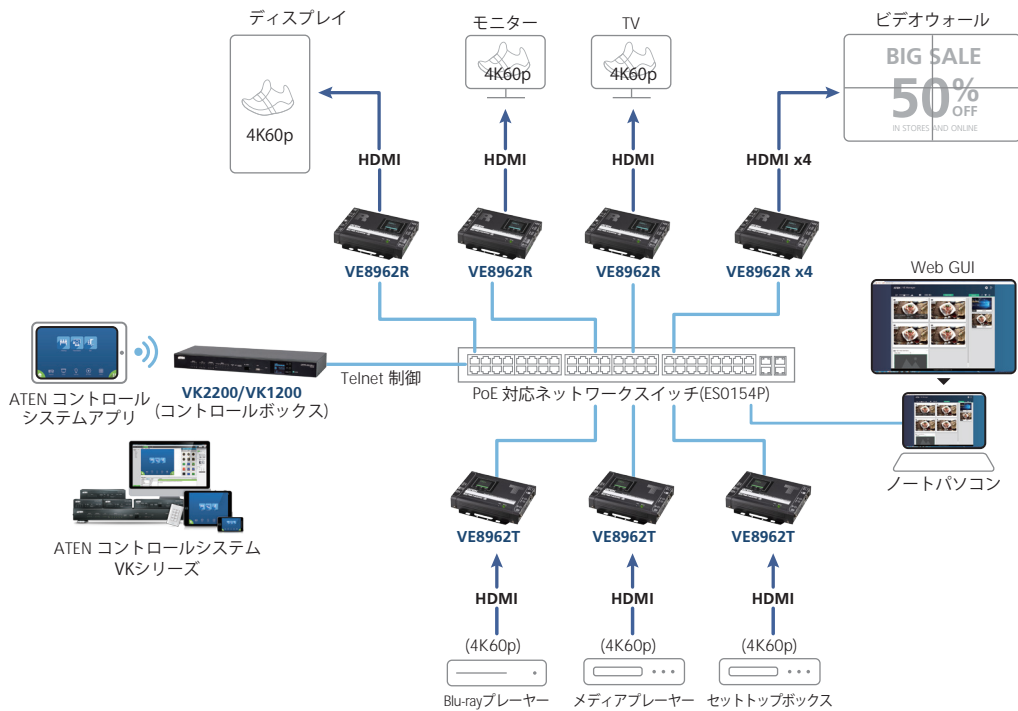 ディスプレイ
モニター
TV
ビデオウォール
4K60p
4K60p
4K60p
BIG SALE
50%
OFF
IN STORES AND ONLINE
HDMI
HDMI
HDMI
HDMI x4
VE8962R
VE8962R
VE8962R
VE8962R x4
Web GUI
ATEN コントロール
システムアプリ
VK2200/VK1200
(コントロールボックス)
Telnet 制御
PoE 対応ネットワークスイッチ(ES0154P)
ノートパソコン
ATEN コントロールシステム
VKシリーズ
VE8962T
VE8962T
VE8962T
HDMI
HDMI
HDMI
(4K60p)
(4K60p)
(4K60p)
Blu-rayプレーヤー
メディアプレーヤー
セットトップボックス